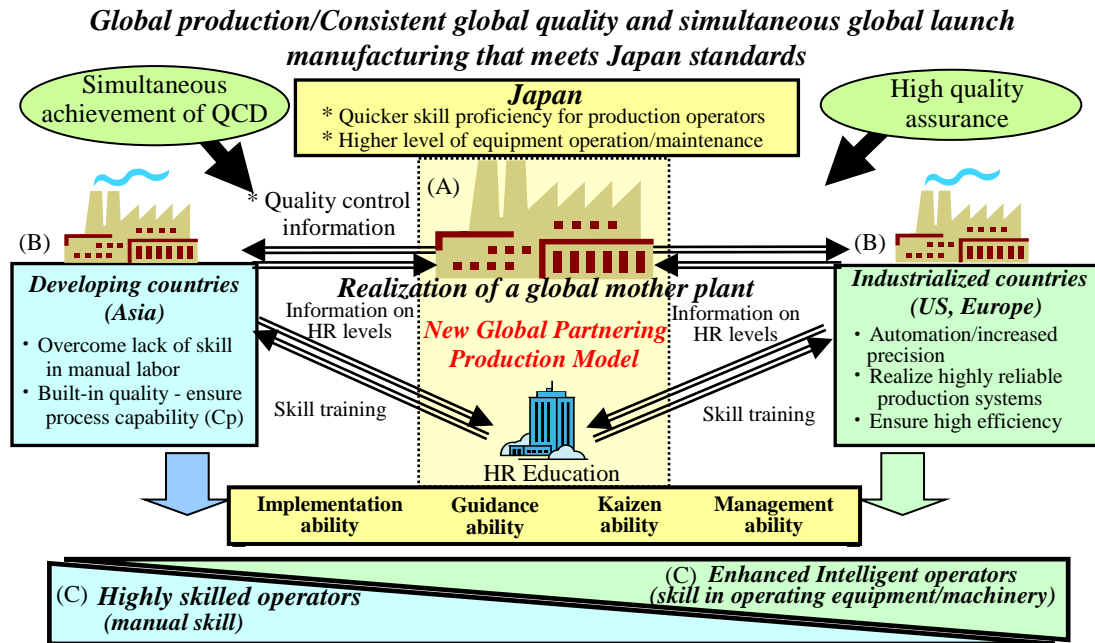 Global production/Consistent global quality and simultaneous global launch
manufacturing that meets Japan standards
Simultaneous
achievement of QCD
Japan
* Quicker skill proficiency for production operators
* Higher level of equipment operation/maintenance
High quality
assurance
(A)
* Quality control
information
(B)
(B)
Developing countries
(Asia)
・Overcome lack of skill
in manual labor
・Built-in quality - ensure
process capability (Cp)
Realization of a global mother plant
New Global Partnering
Production Model
Information on
HR levels
Information on
HR levels
Skill training
Skill training
Industrialized countries
(US, Europe)
・Automation/increased
precision
・Realize highly reliable
production systems
・Ensure high efficiency
HR Education
Implementation
ability
Guidance
ability
Kaizen
ability
Management
ability
(C) Highly skilled operators
(manual skill)
(C) Enhanced Intelligent operators
(skill in operating equipment/machinery)